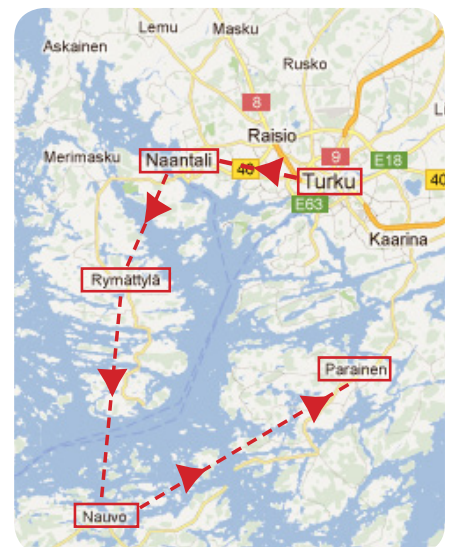 Lemu
Masku
Askainen
Rusko
8
Raisio
Merimasku
Naantali
40
9
E18
Turku
40
E63
Kaarina
Rymättylä
Parainen
Nauvo